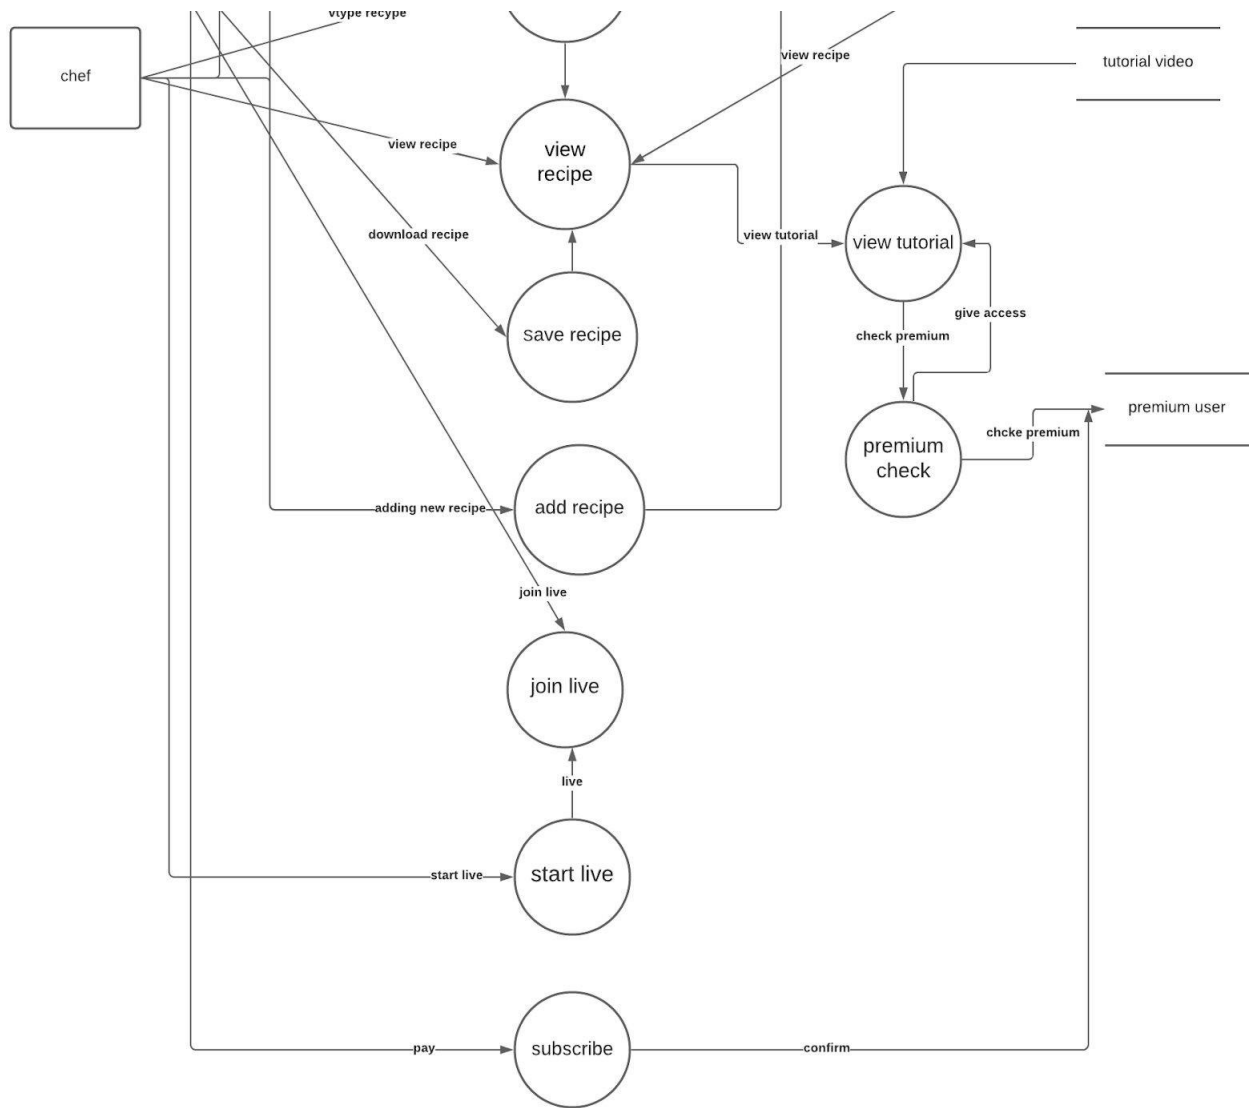 vtype recype
chef
view recipe
tutorial video
view recipe
view
recipe
download recipe
view tutorial
view tutorial
give access
save recipe
check premium
premium user
chcke premium
premium
check
adding new recipe
add recipe
join live
join live
live
start live
start live
pay
subscribe
confirm